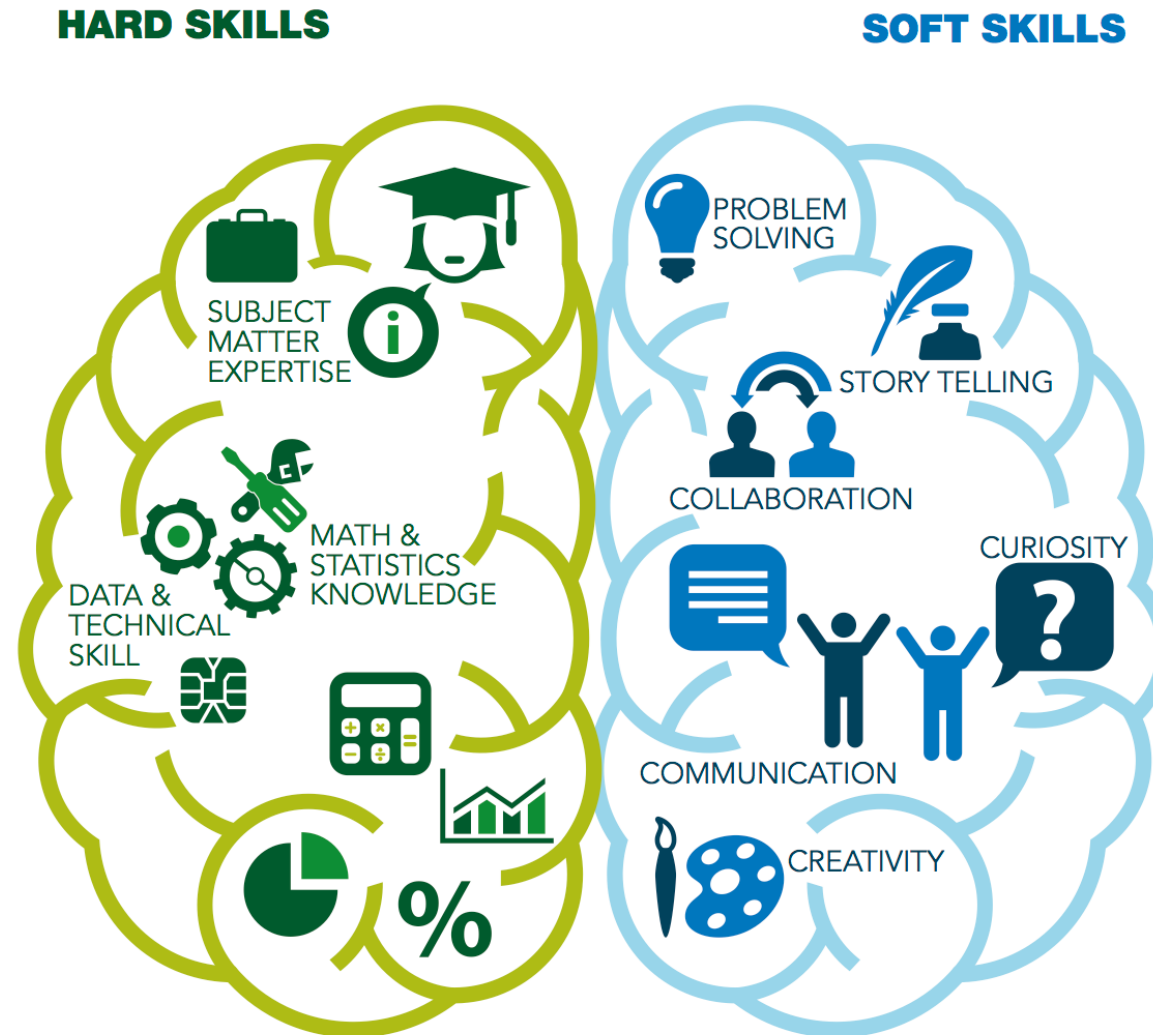 HARD SKILLS
SOFT SKILLS
SUBJECT
MATTER
EXPERTISE
i
MATH &
STATISTICS
KNOWLEDGE
DATA &
TECHNICAL
SKILL
+ ×
− ÷ =
%
PROBLEM
SOLVING
STORY TELLING
COLLABORATION
CURIOSITY
?
COMMUNICATION
CREATIVITY